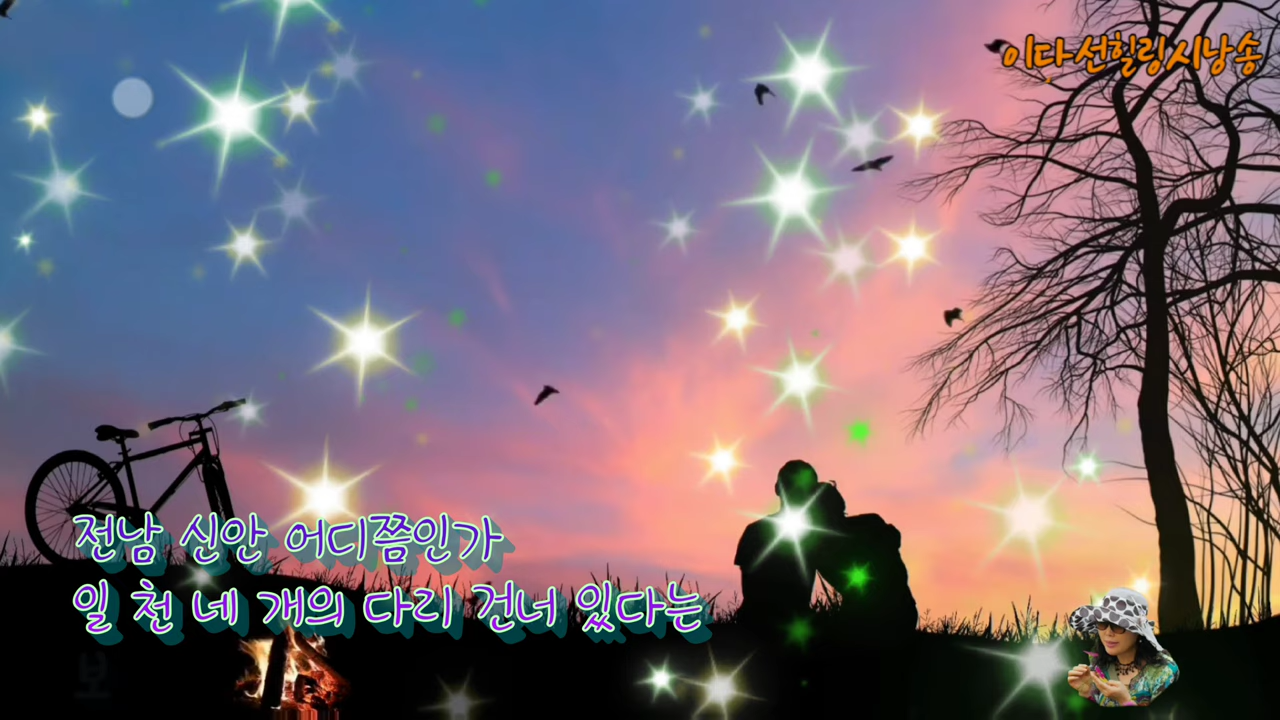 이다선힐링시낭송
전남 신안 어디쯤인가
일 천 네 개의 다리 건너 있다는
보